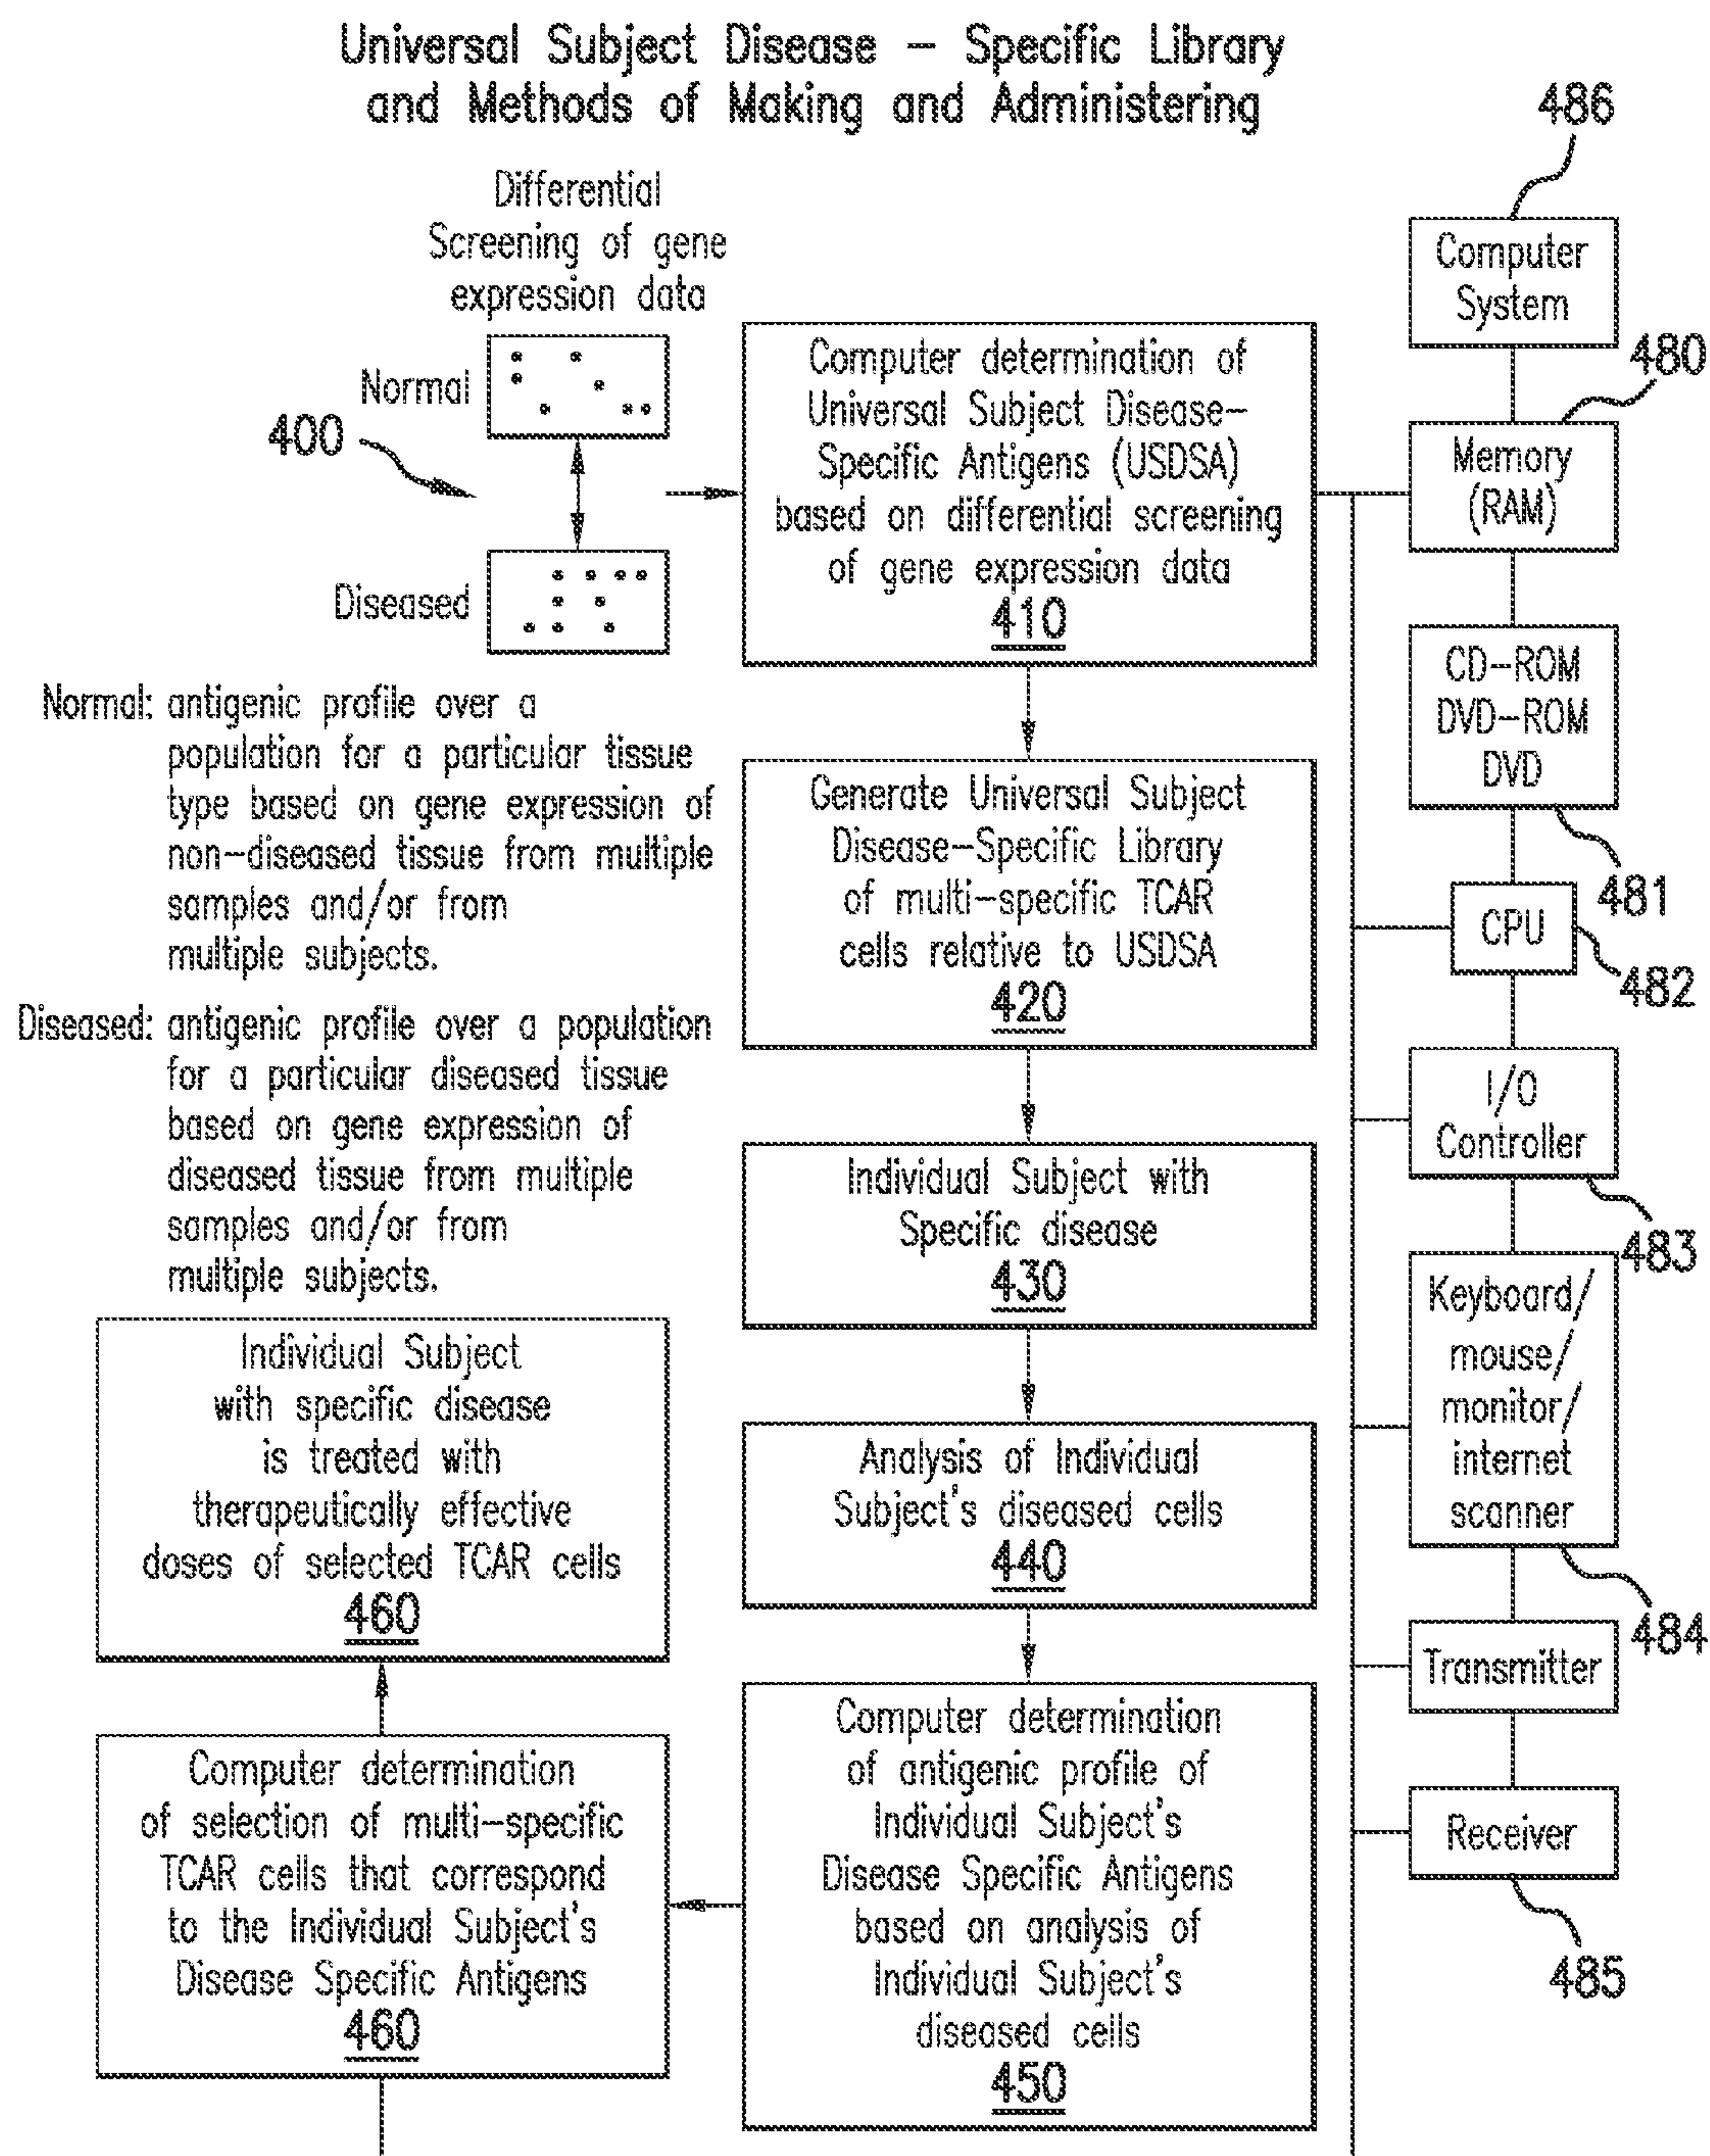 Universal Subject Disease – Specific Library
and Methods of Making and Administering
Differential
Screening of gene
expression data
Normal
400
Diseased
Normal: antigenic profile over a
population for a particular tissue
type based on gene expression of
non–diseased tissue from multiple
samples and/or from
multiple subjects.
Diseased: antigenic profile over a population
for a particular diseased tissue
based on gene expression of
diseased tissue from multiple
samples and/or from
multiple subjects.
Computer determination of
Universal Subject Disease–
Specific Antigens (USDSA)
based on differential screening
of gene expression data
410
Generate Universal Subject
Disease–Specific Library
of multi–specific TCAR
cells relative to USDSA
420
Individual Subject with
Specific disease
430
Analysis of Individual
Subject's diseased cells
440
Computer determination
of antigenic profile of
Individual Subject's
Disease Specific Antigens
based on analysis of
Individual Subject's
diseased cells
450
Computer determination
of selection of multi–specific
TCAR cells that correspond
to the Individual Subject's
Disease Specific Antigens
460
Individual Subject
with specific disease
is treated with
therapeutically effective
doses of selected TCAR cells
460
486
Computer
System
480
Memory
(RAM)
CD–ROM
DVD–ROM
DVD
481
CPU
482
I/O
Controller
483
Keyboard/
mouse/
monitor/
internet
scanner
484
Transmitter
Receiver
485